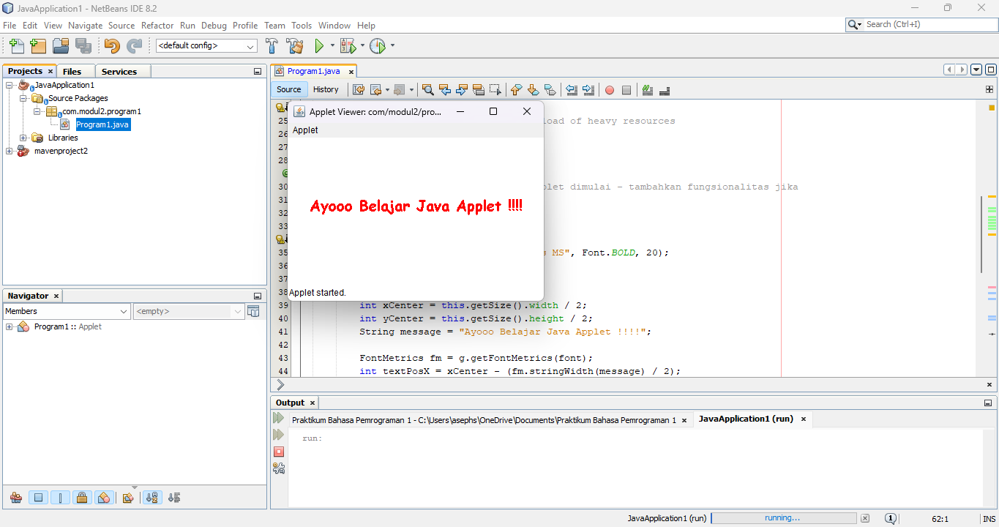 JavaApplication1 - NetBeans IDE 8.2
File Edit View Navigate Source Refactor Run Debug Profile Team Tools Window Help
Search (Ctrl+I)
<default config>
Projects Files Services
JavaApplication1
Source Packages
com.modul2.program1
Program1.java
Libraries
mavenproject2
Navigator
Members
<empty>
Program1 :: Applet
Program1.java
Source History
25 load of heavy resources
26
27
28
30 plet dimulai - tambahkan fungsionalitas jika
31
32
33
35 s MS", Font.BOLD, 20);
36
37
38
39 int xCenter = this.getSize().width / 2;
40 int yCenter = this.getSize().height / 2;
41 String message = "Ayooo Belajar Java Applet !!!!";
42
43 FontMetrics fm = g.getFontMetrics(font);
44 int textPosX = xCenter - (fm.stringWidth(message) / 2);
Applet Viewer: com/modul2/pro...
Applet
Ayooo Belajar Java Applet !!!!
Applet started.
Output
Praktikum Bahasa Pemrograman 1 - C:\Users\asephs\OneDrive\Documents\Praktikum Bahasa Pemrograman 1
JavaApplication1 (run)
run:
JavaApplication1 (run) running... 1 62:1 INS